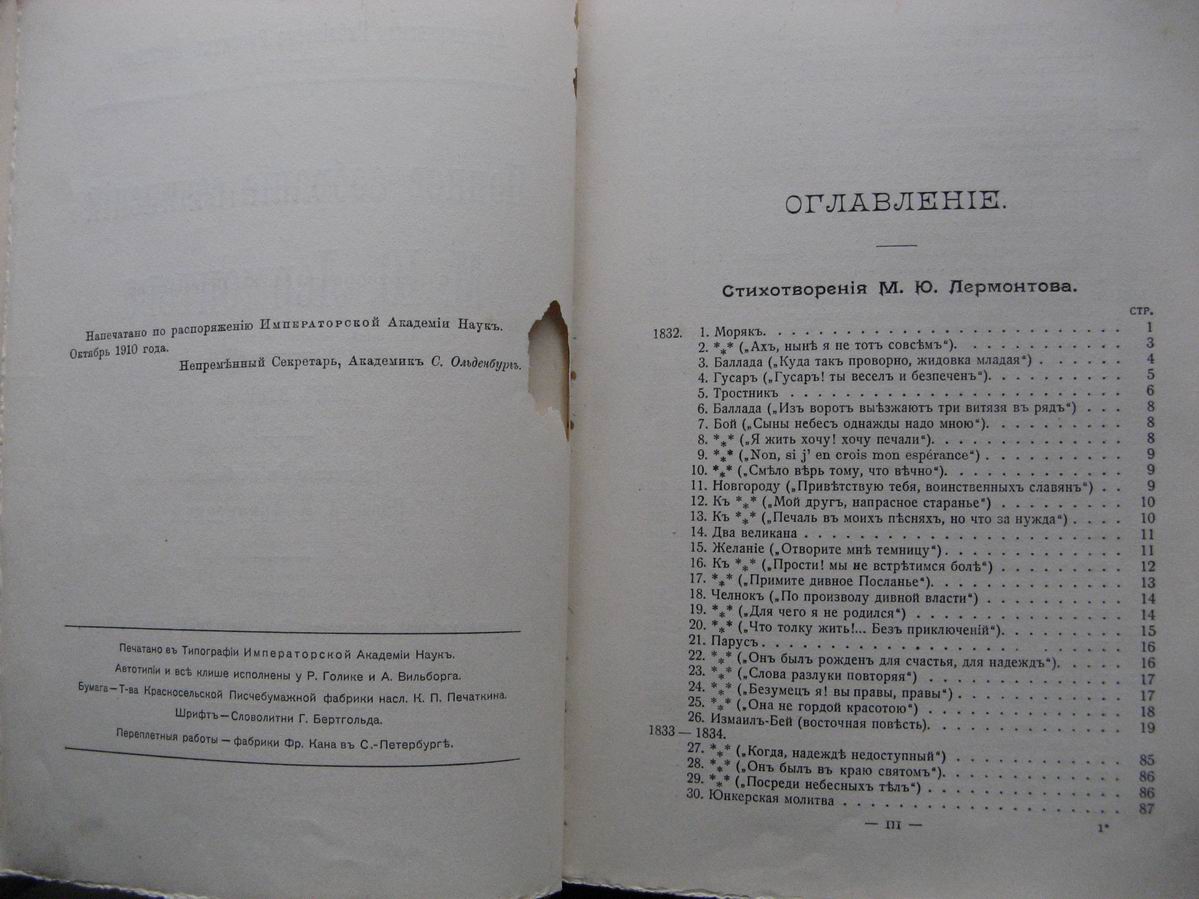 Напечатано по распоряженію Императорской Академіи Наукъ.
Октябрь 1910 года.
Непремѣнный Секретарь, Академикъ С. Ольденбургъ.
Печатано въ Типографіи Императорской Академіи Наукъ.
Автотипіи и всѣ клише исполнены у Р. Голике и А. Вильборга.
Бумага—Т-ва Красносельской Писчебумажной фабрики насл. К. П. Печаткина.
Шрифтъ—Словолитни Г. Бертгольда.
Переплетныя работы — фабрики Фр. Кана въ С.-Петербургѣ.
ОГЛАВЛЕНІЕ.
Стихотворенія М. Ю. Лермонтова.
СТР.
1832. 1. Морякъ. 1
2. *** („Ахъ, нынѣ я не тотъ совсѣмъ“). 3
3. Баллада („Куда такъ проворно, жидовка младая“) 4
4. Гусаръ („Гусаръ! ты веселъ и безпеченъ“). 5
5. Тростникъ 6
6. Баллада („Изъ воротъ выѣзжаютъ три витязя въ рядъ“) 8
7. Бой („Сыны небесъ однажды надо мною“). 8
8. *** („Я жить хочу! хочу печали“). 8
9. *** („Non, si j' en crois mon espérance“) 9
10. *** („Смѣло вѣрь тому, что вѣчно“). 9
11. Новгороду („Привѣтствую тебя, воинственныхъ славянъ“) 9
12. Къ *** („Мой другъ, напрасное старанье“) 10
13. Къ *** („Печаль въ моихъ пѣсняхъ, но что за нужда“) 10
14. Два великана 11
15. Желаніе („Отворите мнѣ темницу“). 11
16. Къ *** („Прости! мы не встрѣтимся болѣ“) 12
17. *** („Примите дивное Посланье“). 13
18. Челнокъ („По произволу дивной власти“) 14
19. *** („Для чего я не родился“) 14
20. *** („Что толку жить!... Безъ приключеній“). 15
21. Парусъ. 16
22. *** („Онъ былъ рожденъ для счастья, для надеждъ“). 16
23. *** („Слова разлуки повторяя“) 17
24. *** („Безумецъ я! вы правы, правы“) 17
25. *** („Она не гордой красотою“) 18
26. Измаилъ-Бей (восточная повѣсть). 19
1833 — 1834.
27. *** („Когда, надеждѣ недоступный“) 85
28. *** („Онъ былъ въ краю святомъ“). 86
29. *** („Посреди небесныхъ тѣлъ“) 86
30. Юнкерская молитва 87
— III —
1*